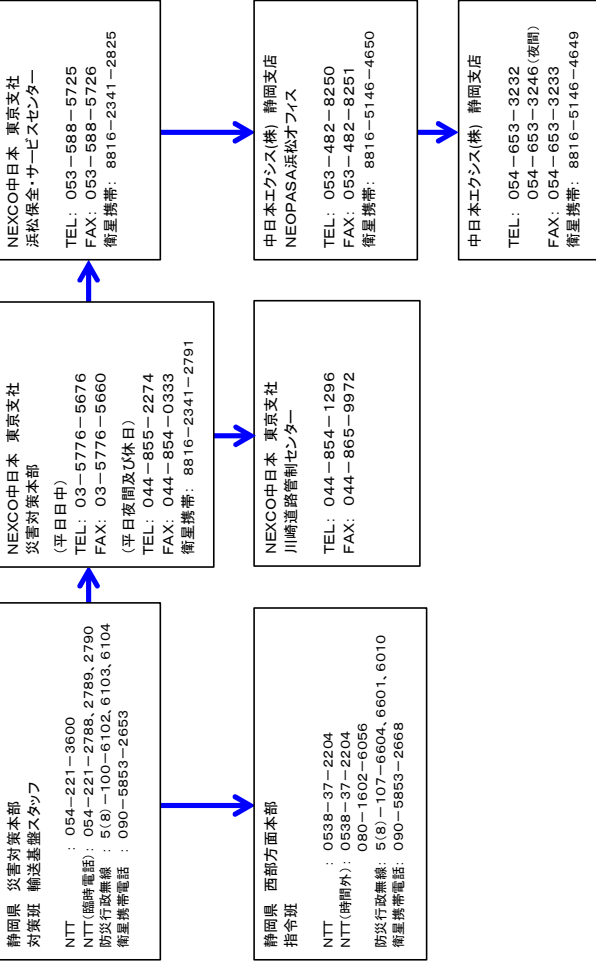 静岡県　災害対策本部
対策班　輸送基盤スタッフ
NTT　　　　　：054－221－3600
NTT(臨時電話)：054－221－2788、2789、2790
防災行政無線　：5(8)－100－6102、6103、6104
衛星携帯電話　：090－5853－2653
静岡県　西部方面本部
指令班
NTT　　　　：0538－37－2204
NTT(時間外)：0538－37－2204
080－1602－6056
防災行政無線：5(8)－107－6604、6601、6010
衛星携帯電話：090－5853－2668
NEXCO中日本　東京支社
災害対策本部
(平日日中)
TEL：03－5776－5676
FAX：03－5776－5660
(平日夜間及び休日)
TEL：044－855－2274
FAX：044－854－0333
衛星携帯：8816－2341－2791
NEXCO中日本　東京支社
川崎道路管制センター
TEL：044－854－1296
FAX：044－865－9972
NEXCO中日本　東京支社
浜松保全・サービスセンター
TEL：053－588－5725
FAX：053－588－5726
衛星携帯：8816－2341－2825
中日本エクシス(株)　静岡支店
NEOPASA浜松オフィス
TEL：053－482－8250
FAX：053－482－8251
衛星携帯：8816－5146－4650
中日本エクシス(株)　静岡支店
TEL：054－653－3232
054－653－3246(夜間)
FAX：054－653－3233
衛星携帯：8816－5146－4649